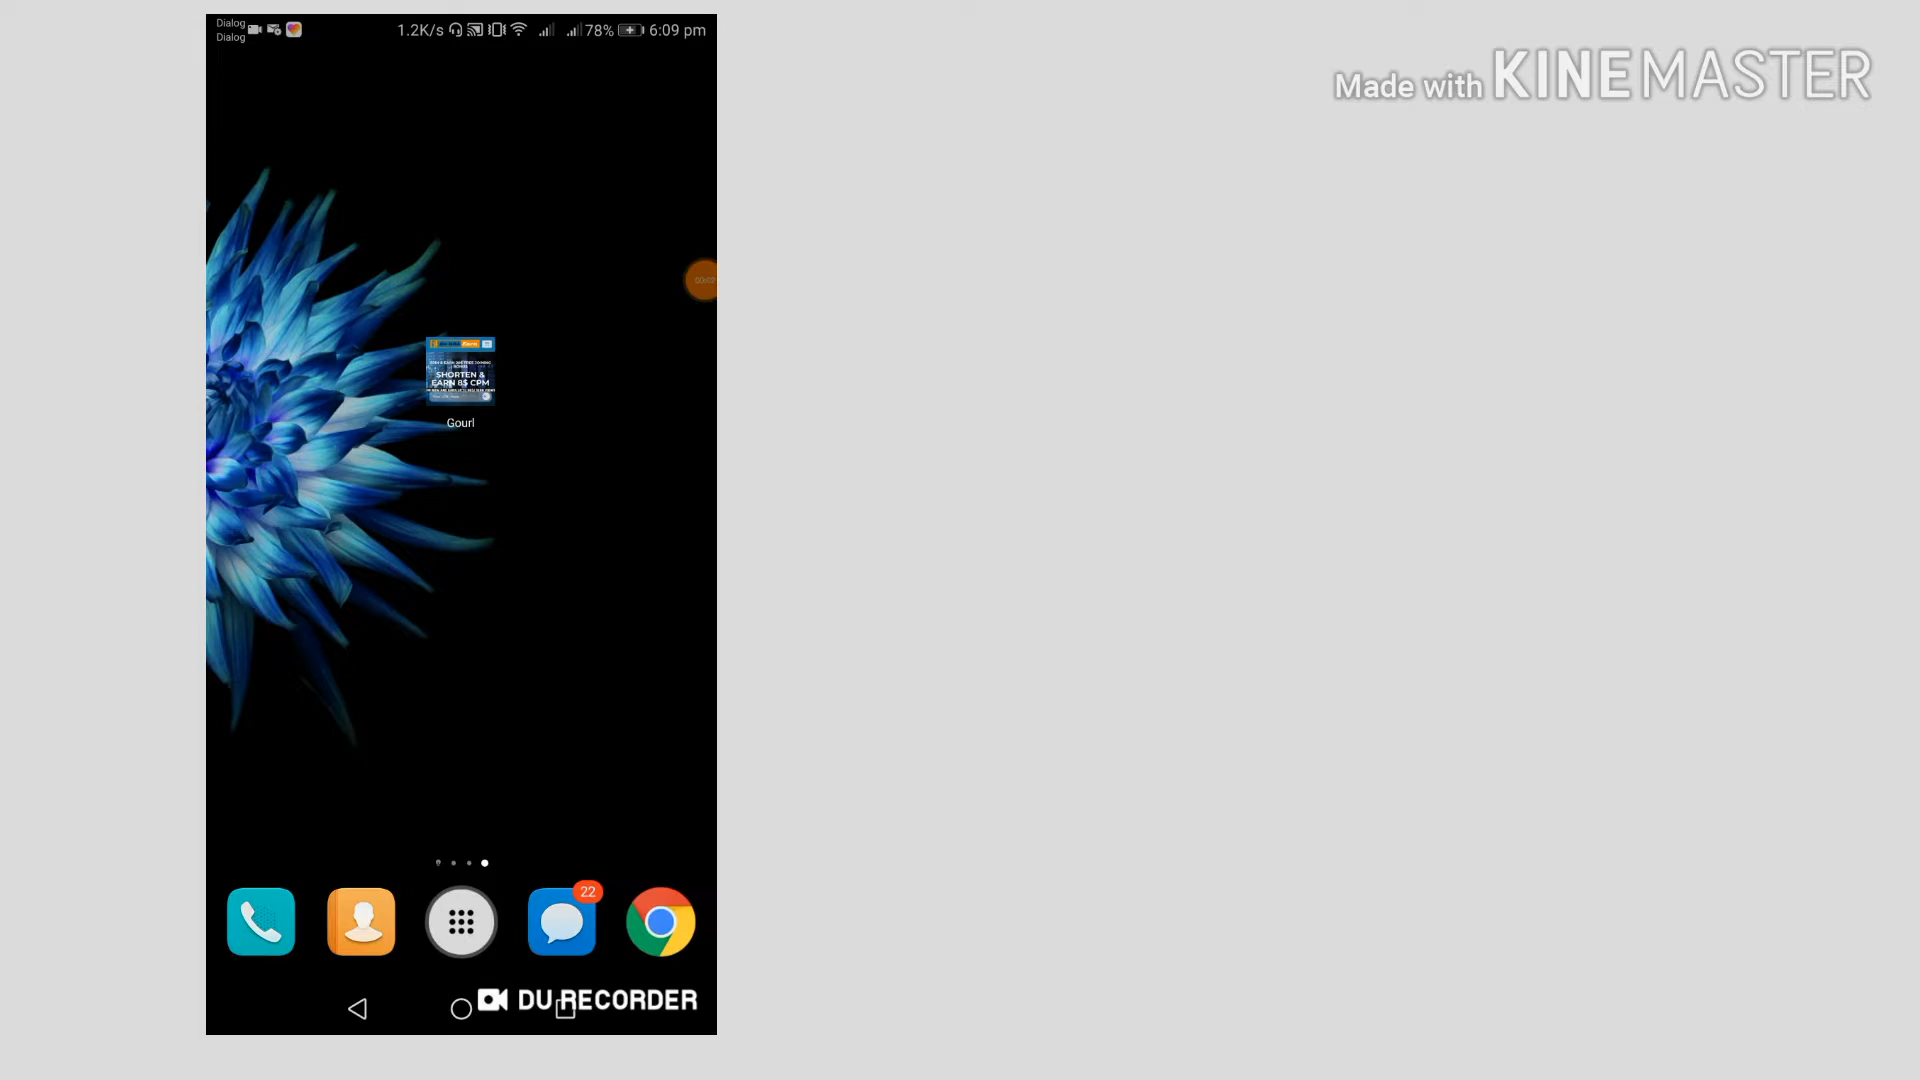 Dialog
Dialog
1.2K/s 78% 6:09 pm
Made with KINEMASTER
SHORTEN &
EARN 8$ CPM
Gourl
22
DU RECORDER